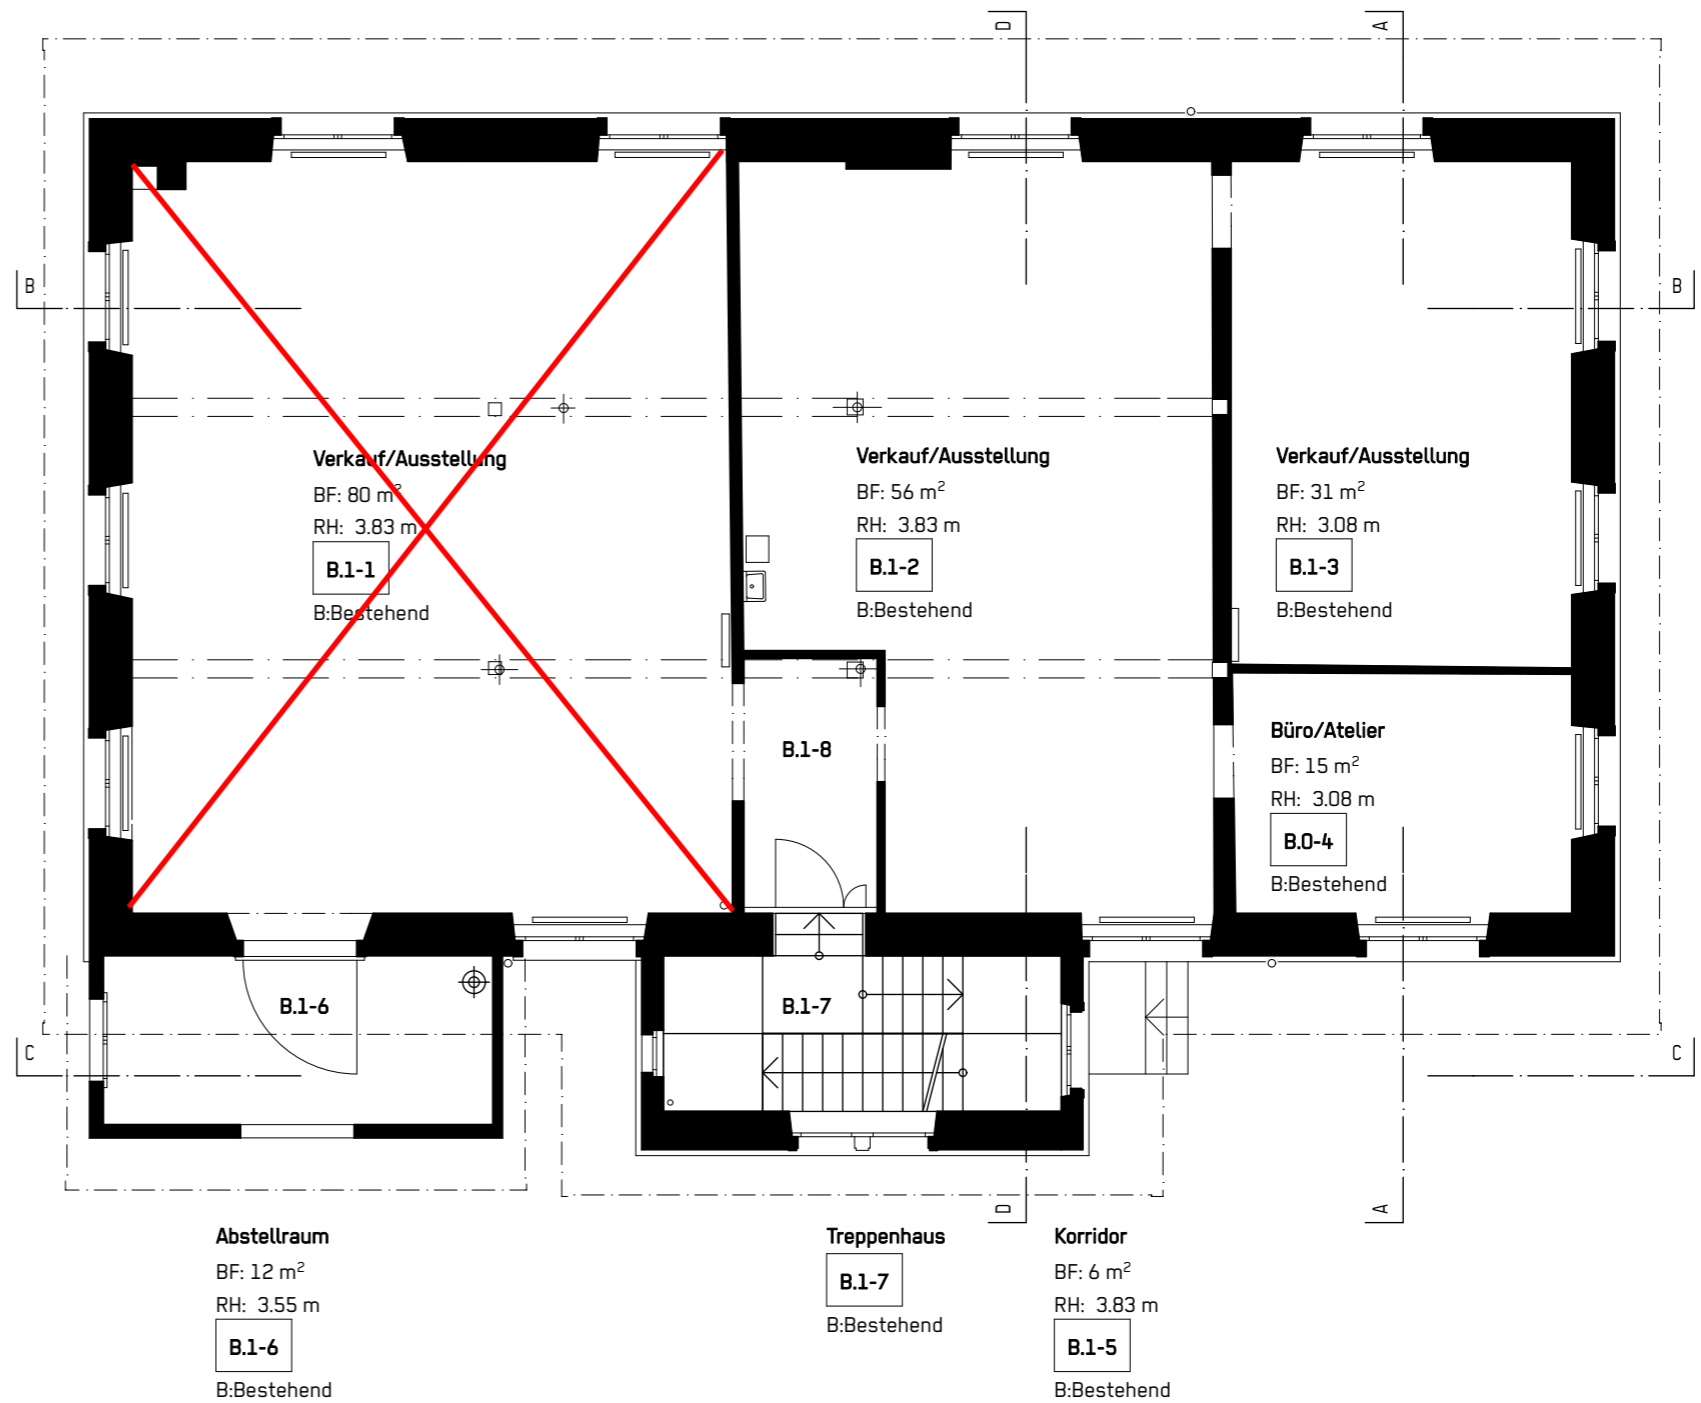 D
A
B
B
Verkauf/Ausstellung
BF: 80 m²
RH: 3.83 m
B.1-1
B:Bestehend
Verkauf/Ausstellung
BF: 56 m²
RH: 3.83 m
B.1-2
B:Bestehend
Verkauf/Ausstellung
BF: 31 m²
RH: 3.08 m
B.1-3
B:Bestehend
B.1-8
Büro/Atelier
BF: 15 m²
RH: 3.08 m
B.0-4
B:Bestehend
B.1-6
B.1-7
C
C
D
A
Abstellraum
BF: 12 m²
RH: 3.55 m
B.1-6
B:Bestehend
Treppenhaus
B.1-7
B:Bestehend
Korridor
BF: 6 m²
RH: 3.83 m
B.1-5
B:Bestehend